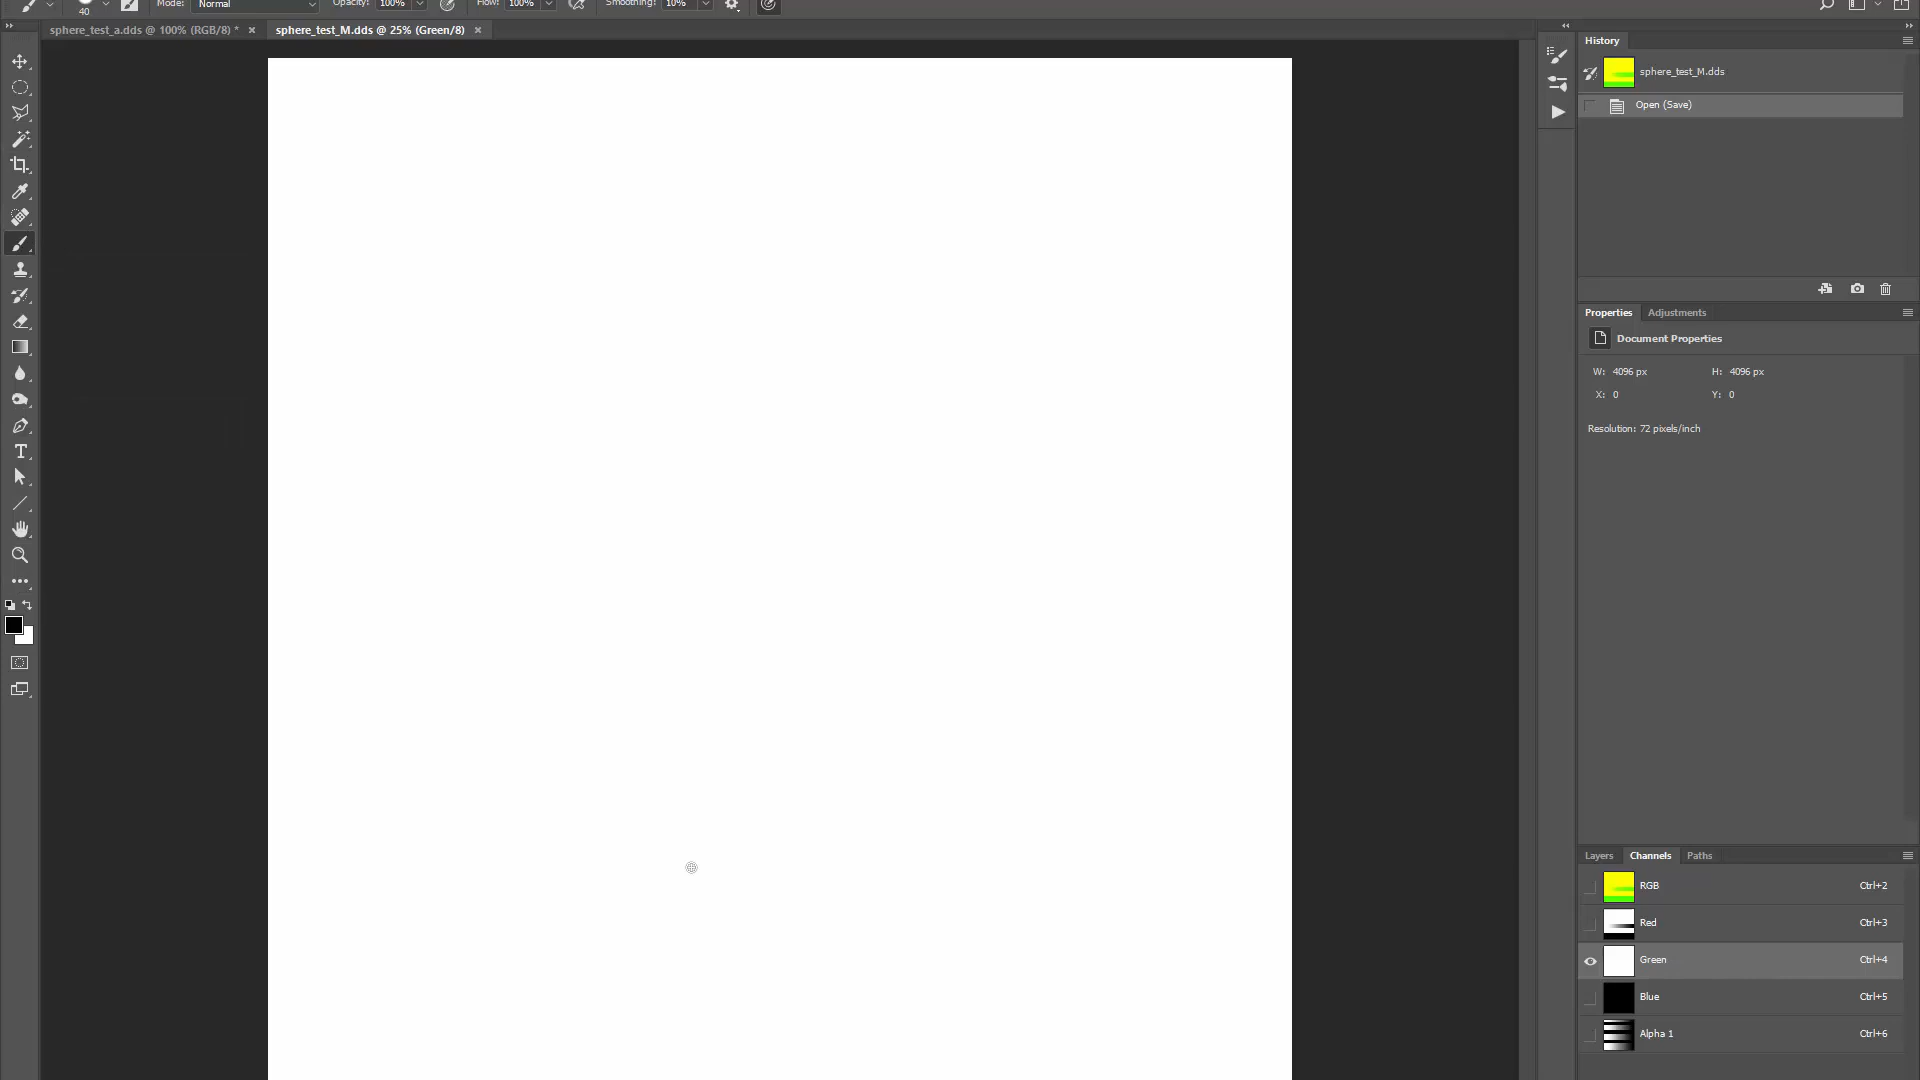 Mode: Normal Opacity: 100% Flow: 100% Smoothing: 10%
40
sphere_test_a.dds @ 100% (RGB/8) *
sphere_test_M.dds @ 25% (Green/8)
History
sphere_test_M.dds
Open (Save)
Properties Adjustments
Document Properties
W: 4096 px H: 4096 px
X: 0 Y: 0
Resolution: 72 pixels/inch
Layers Channels Paths
RGB Ctrl+2
Red Ctrl+3
Green Ctrl+4
Blue Ctrl+5
Alpha 1 Ctrl+6